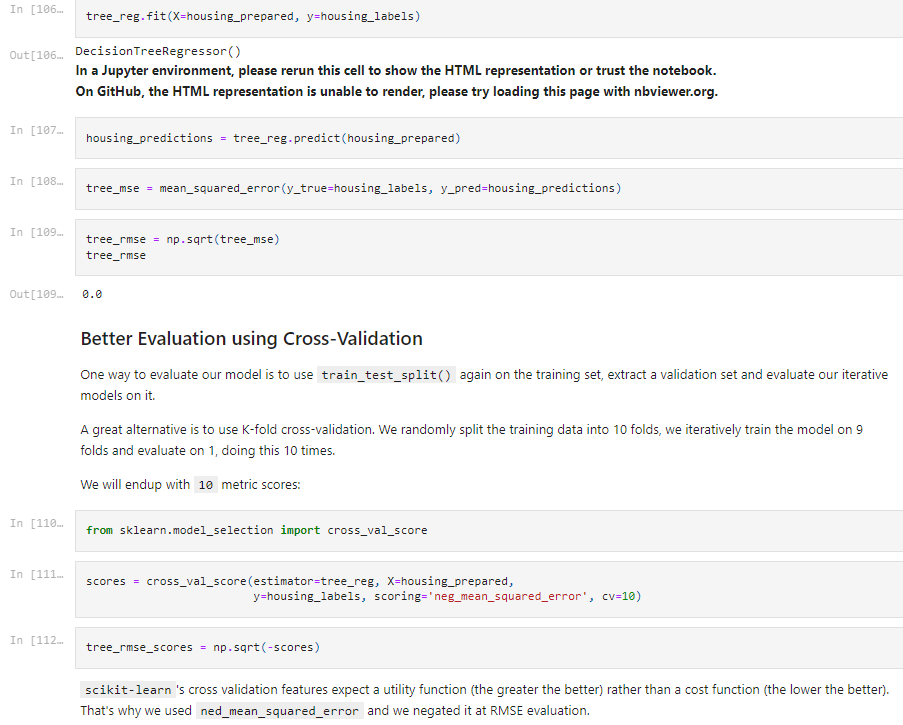 In [106…
tree_reg.fit(X=housing_prepared, y=housing_labels)
Out[106…
DecisionTreeRegressor()
In a Jupyter environment, please rerun this cell to show the HTML representation or trust the notebook.
On GitHub, the HTML representation is unable to render, please try loading this page with nbviewer.org.
In [107…
housing_predictions = tree_reg.predict(housing_prepared)
In [108…
tree_mse = mean_squared_error(y_true=housing_labels, y_pred=housing_predictions)
In [109…
tree_rmse = np.sqrt(tree_mse)
tree_rmse
Out[109…
0.0
Better Evaluation using Cross-Validation
One way to evaluate our model is to use train_test_split() again on the training set, extract a validation set and evaluate our iterative
models on it.
A great alternative is to use K-fold cross-validation. We randomly split the training data into 10 folds, we iteratively train the model on 9
folds and evaluate on 1, doing this 10 times.
We will endup with 10 metric scores:
In [110…
from sklearn.model_selection import cross_val_score
In [111…
scores = cross_val_score(estimator=tree_reg, X=housing_prepared,
y=housing_labels, scoring='neg_mean_squared_error', cv=10)
In [112…
tree_rmse_scores = np.sqrt(-scores)
scikit-learn 's cross validation features expect a utility function (the greater the better) rather than a cost function (the lower the better).
That's why we used ned_mean_squared_error and we negated it at RMSE evaluation.